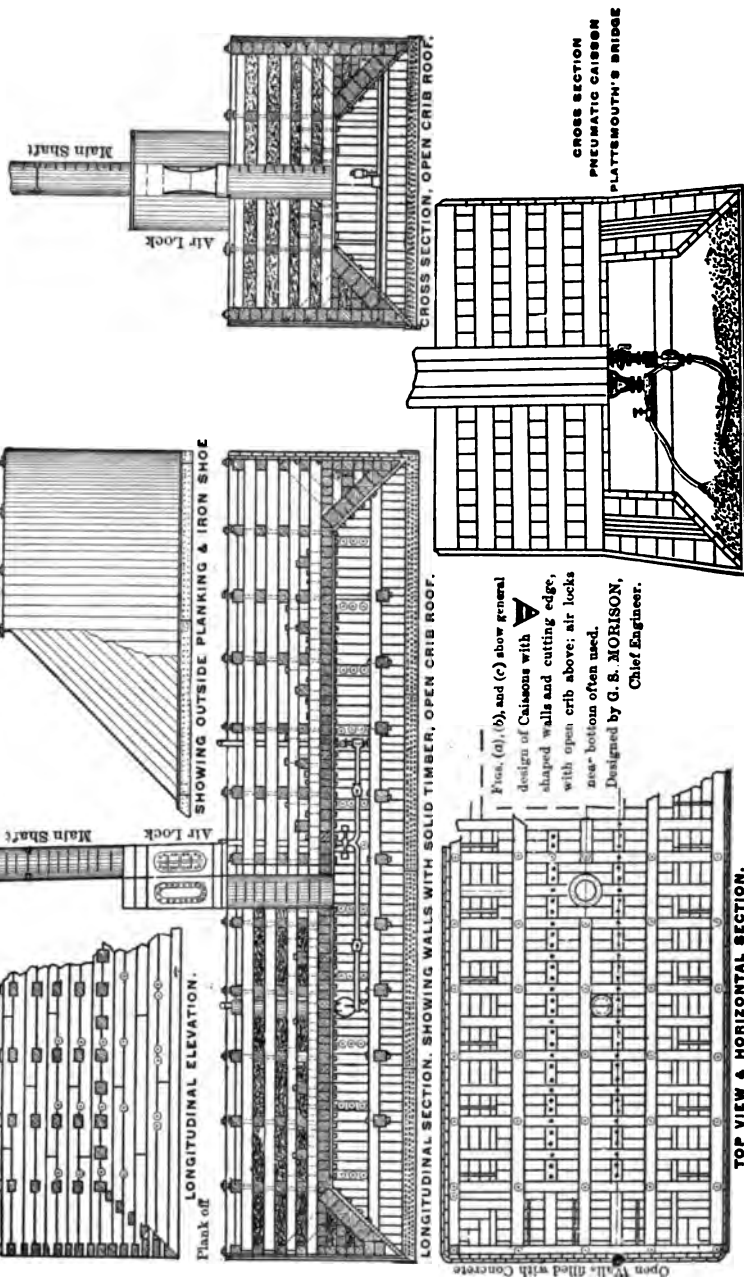 Plank off
LONGITUDINAL ELEVATION.
Main Shaft
Air Lock
SHOWING OUTSIDE PLANKING & IRON SHOE
Main Shaft
Air Lock
CROSS SECTION, OPEN CRIB ROOF.
LONGITUDINAL SECTION. SHOWING WALLS WITH SOLID TIMBER, OPEN CRIB ROOF.
Open Walls filled with Concrete
TOP VIEW & HORIZONTAL SECTION.
Figs. (a), (b), and (c) show general
design of Caissons with
shaped walls and cutting edge,
with open crib above; air locks
near bottom often used.
Designed by G. S. MORISON,
Chief Engineer.
CROSS SECTION
PNEUMATIC CAISSON
PLATTSMOUTH'S BRIDGE